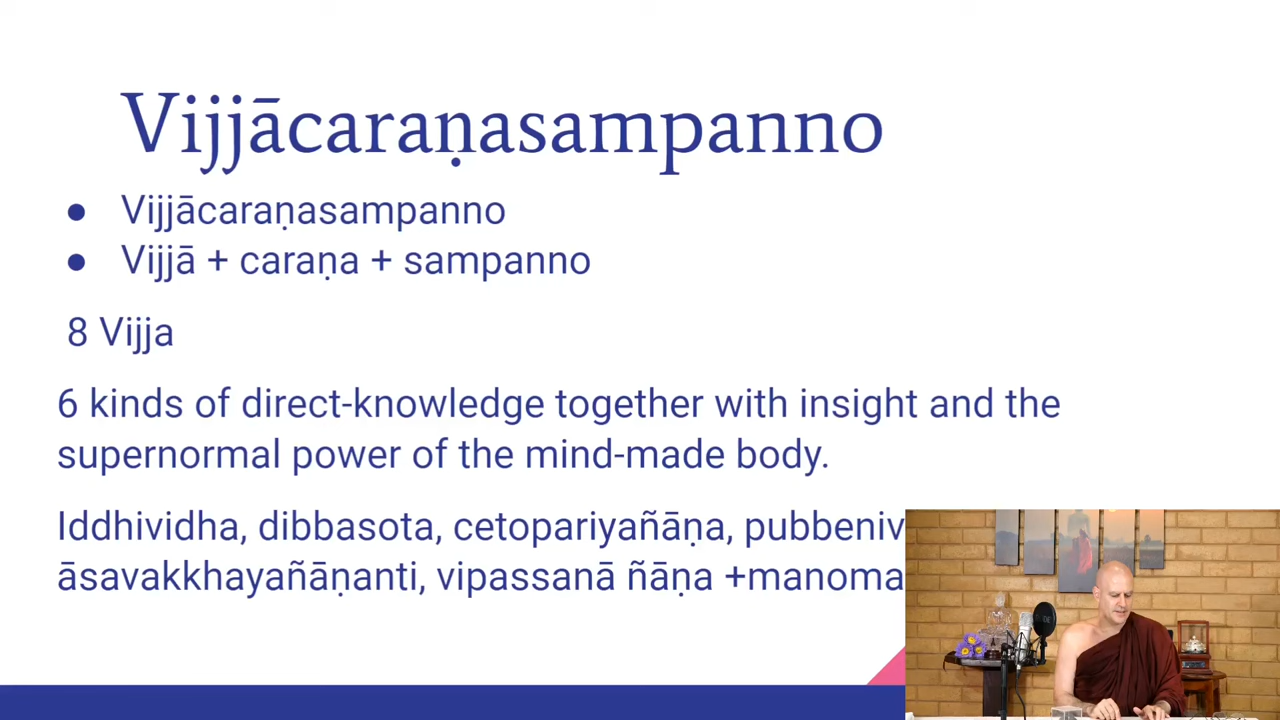 Vijjācaraṇasampanno
● Vijjācaraṇasampanno
● Vijjā + caraṇa + sampanno
8 Vijja
6 kinds of direct-knowledge together with insight and the
supernormal power of the mind-made body.
Iddhividha, dibbasota, cetopariyañāṇa, pubbeniv
āsavakkhayañāṇanti, vipassanā ñāṇa +manoma